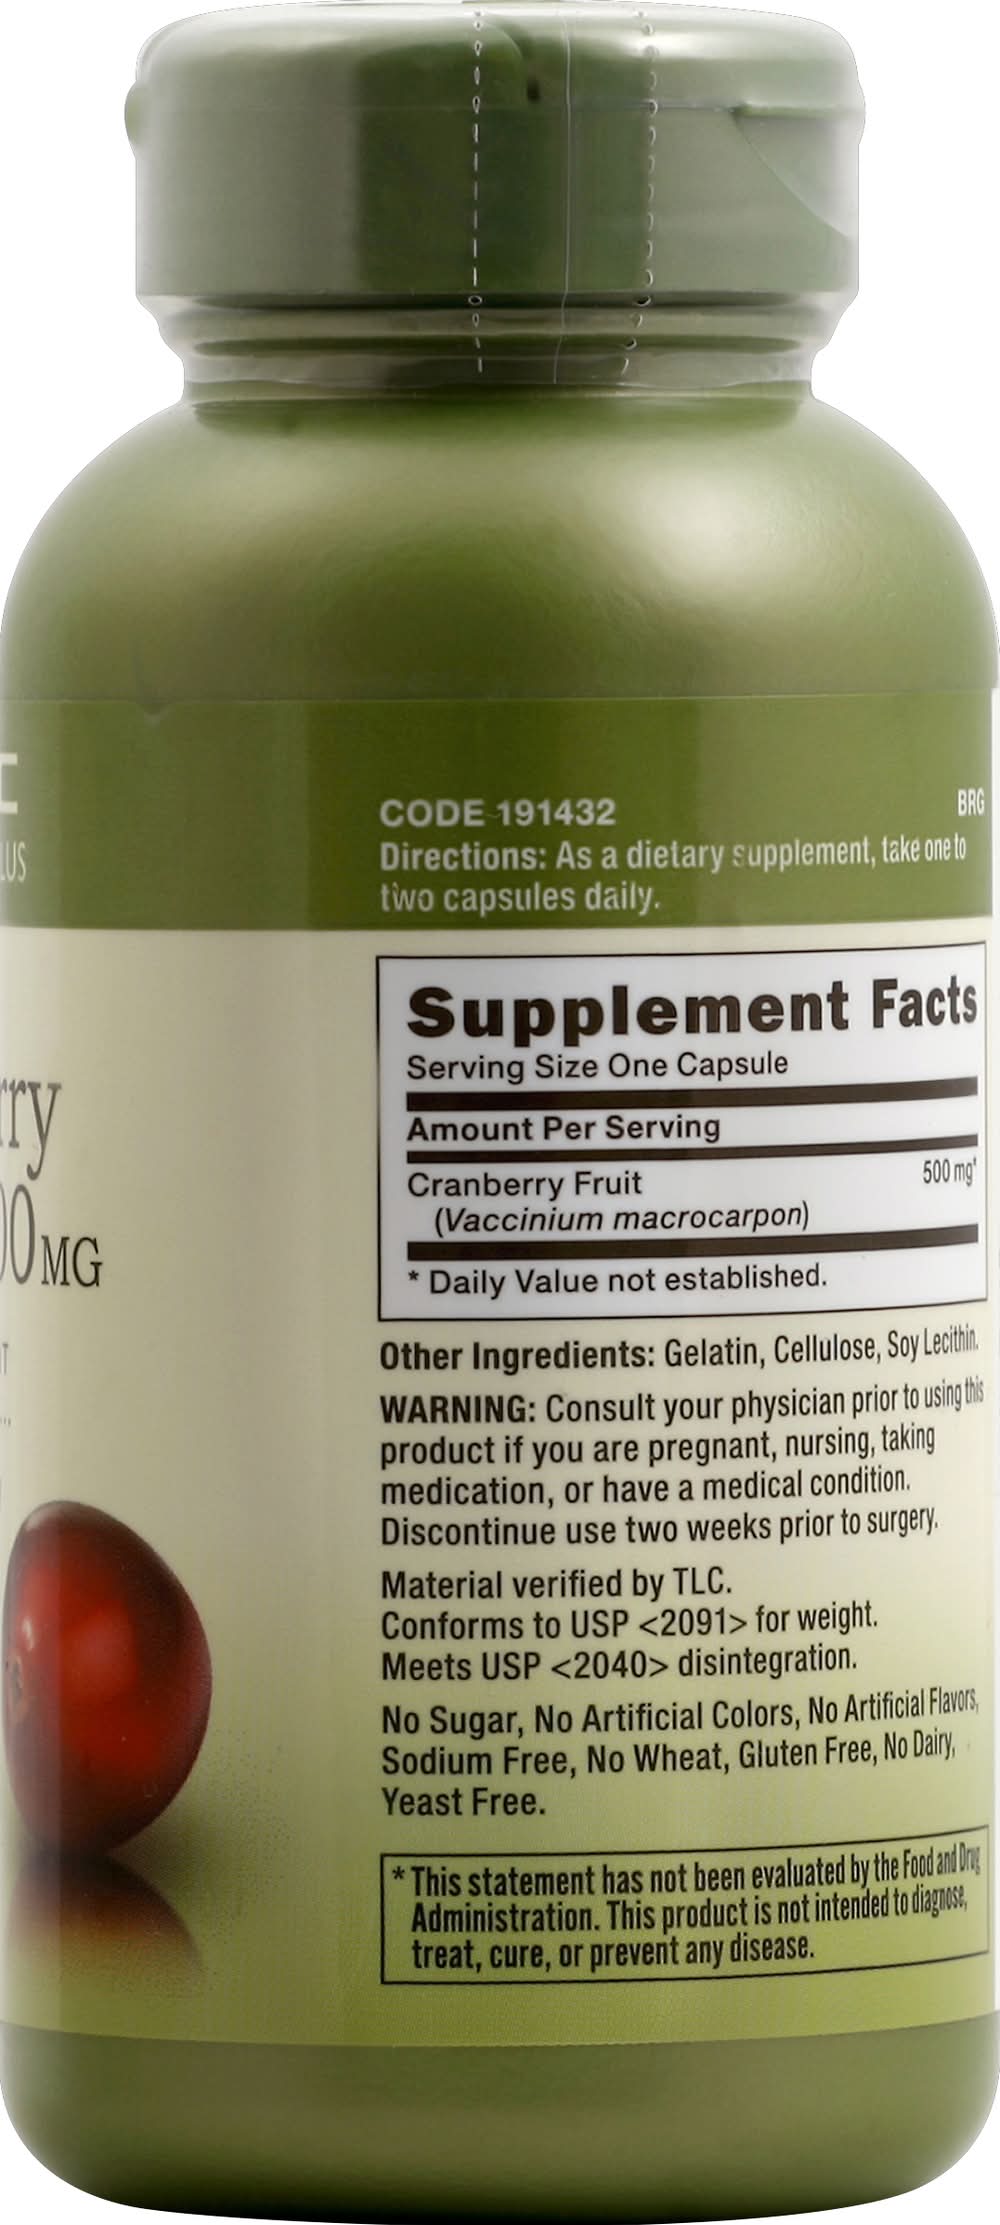 LUS
rry
00MG
CODE 191432
BRG
Directions: As a dietary supplement, take one to
two capsules daily.
Supplement Facts
Serving Size One Capsule
Amount Per Serving
Cranberry Fruit 500 mg*
(Vaccinium macrocarpon)
* Daily Value not established.
Other Ingredients: Gelatin, Cellulose, Soy Lecithin.
WARNING: Consult your physician prior to using this
product if you are pregnant, nursing, taking
medication, or have a medical condition.
Discontinue use two weeks prior to surgery.
Material verified by TLC.
Conforms to USP <2091> for weight.
Meets USP <2040> disintegration.
No Sugar, No Artificial Colors, No Artificial Flavors,
Sodium Free, No Wheat, Gluten Free, No Dairy,
Yeast Free.
* This statement has not been evaluated by the Food and Drug
Administration. This product is not intended to diagnose,
treat, cure, or prevent any disease.